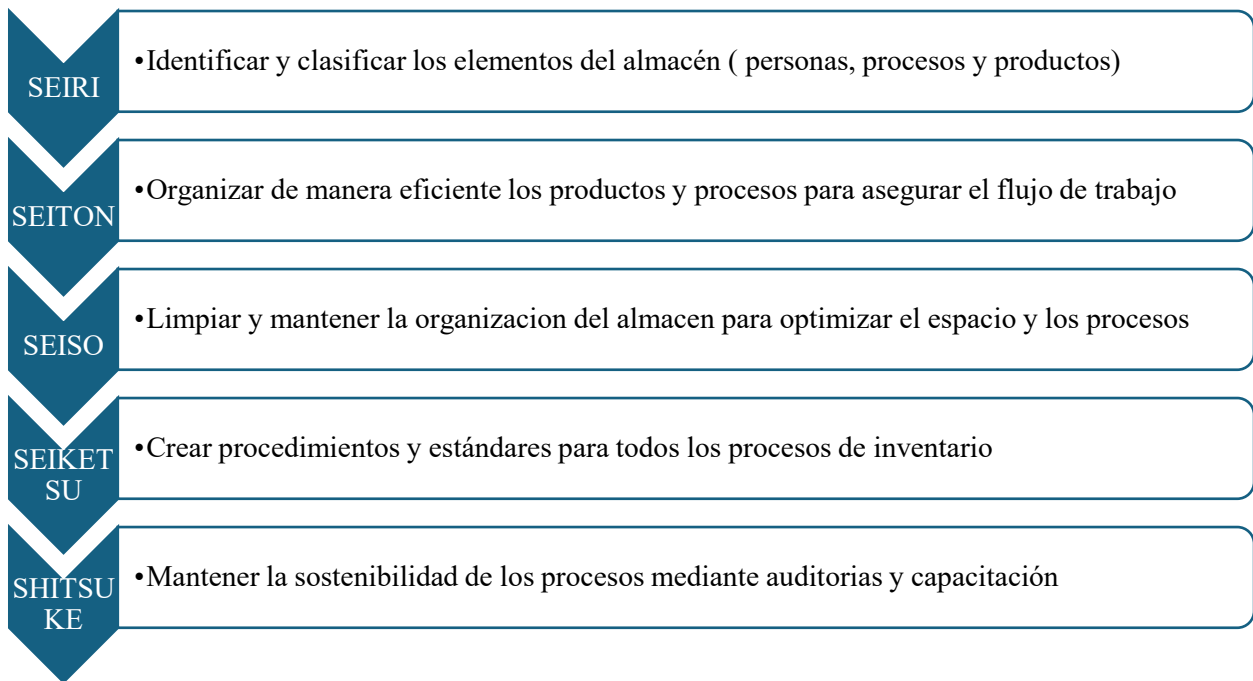 SEIRI
•Identificar y clasificar los elementos del almacén ( personas, procesos y productos)
SEITON
•Organizar de manera eficiente los productos y procesos para asegurar el flujo de trabajo
SEISO
•Limpiar y mantener la organizacion del almacen para optimizar el espacio y los procesos
SEIKET
SU
•Crear procedimientos y estándares para todos los procesos de inventario
SHITSU
KE
•Mantener la sostenibilidad de los procesos mediante auditorias y capacitación